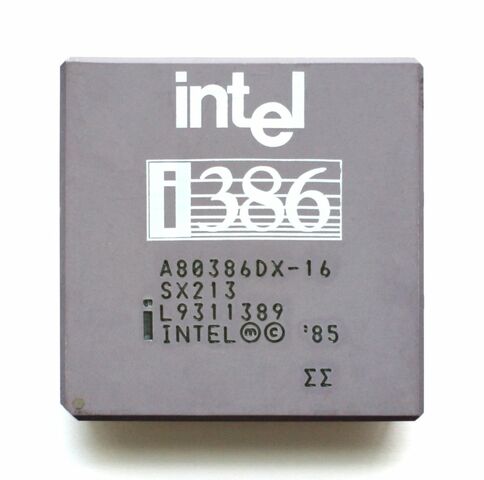 intel
i386
A80386DX-16
SX213
i L9311389
INTEL Ⓜ © '85
ΣΣ